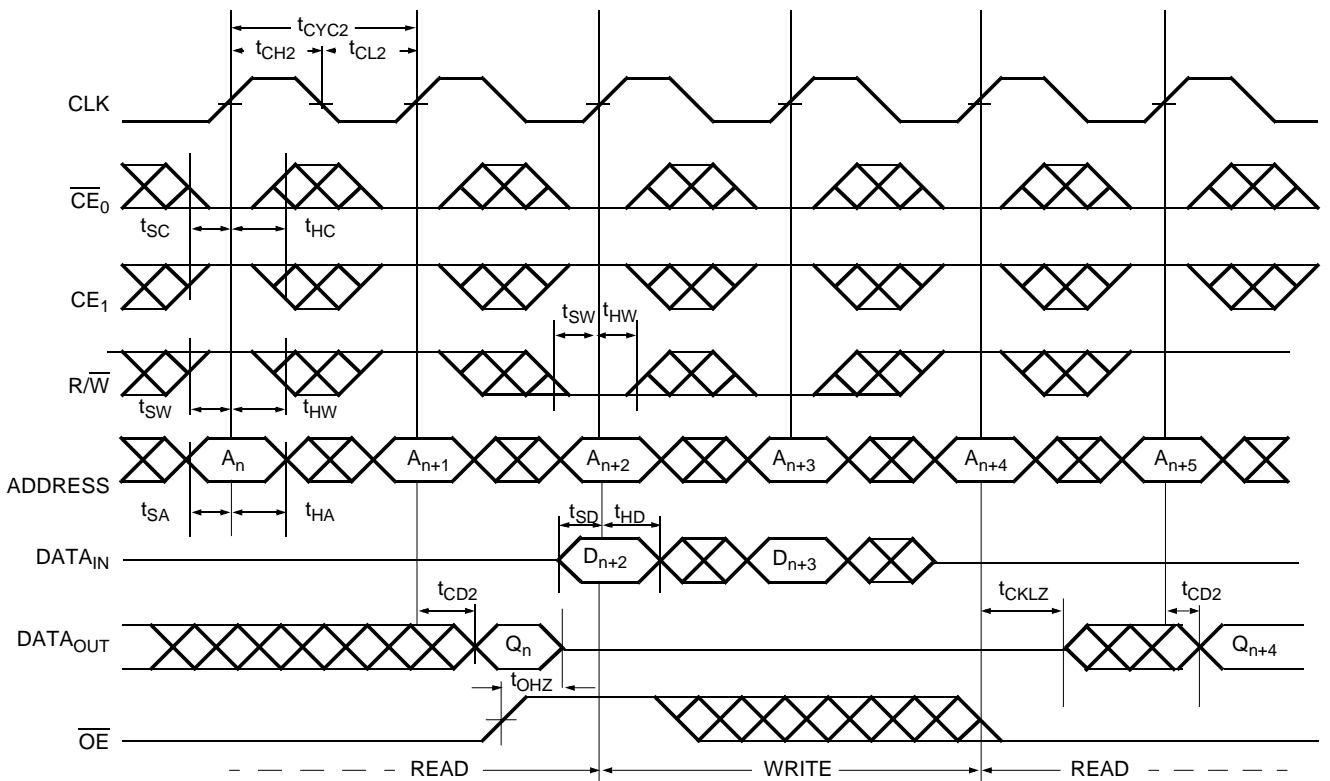 tCYC2
tCH2 tCL2
CLK
CE0
tSC tHC
CE1
tSW tHW
R/W
tSW tHW
An An+1 An+2 An+3 An+4 An+5
ADDRESS
tSA tHA tSD tHD
DATAIN Dn+2 Dn+3
tCD2 tCKLZ tCD2
DATAOUT Qn Qn+4
tOHZ
OE
READ WRITE READ